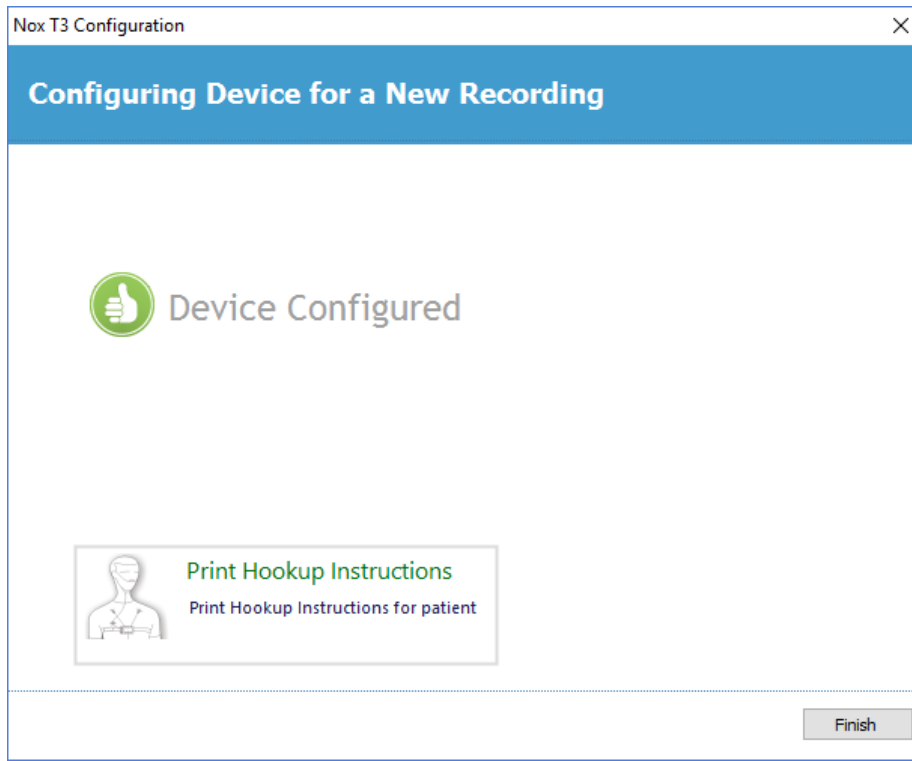 Nox T3 Configuration
Configuring Device for a New Recording
Device Configured
Print Hookup Instructions
Print Hookup Instructions for patient
Finish